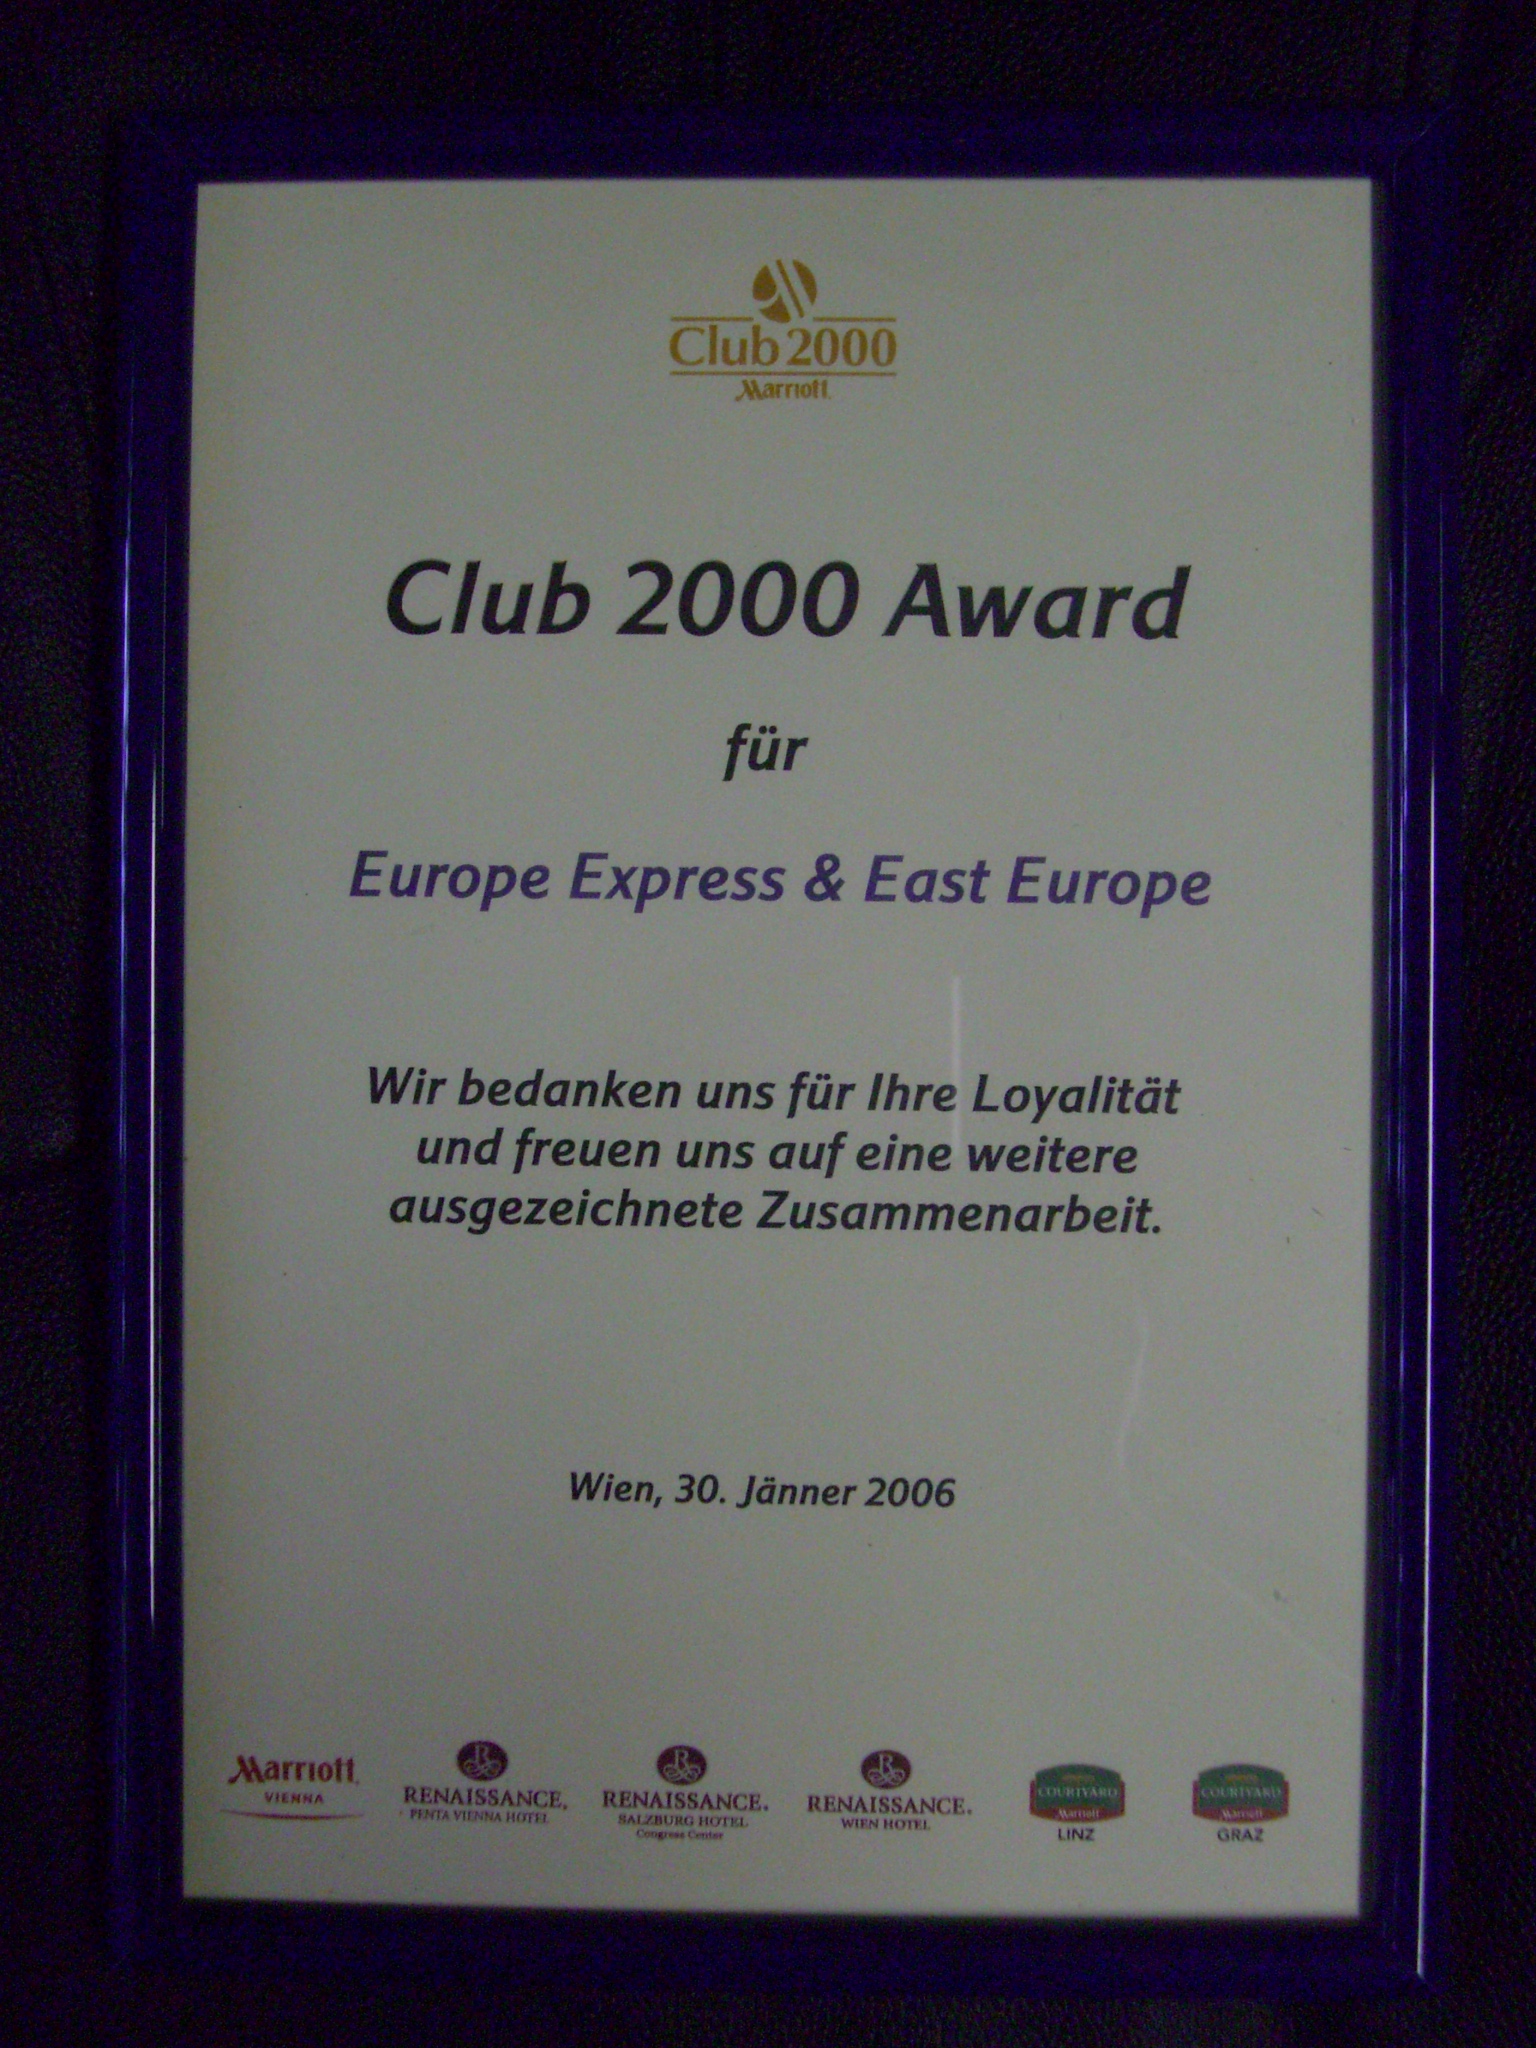 Club 2000
Marriott
Club 2000 Award
für
Europe Express & East Europe
Wir bedanken uns für Ihre Loyalität
und freuen uns auf eine weitere
ausgezeichnete Zusammenarbeit.
Wien, 30. Jänner 2006
Marriott
VIENNA
R
RENAISSANCE.
PENTA VIENNA HOTEL
R
RENAISSANCE.
SALZBURG HOTEL
Congress Center
R
RENAISSANCE.
WIEN HOTEL
COURTYARD
Marriott
LINZ
COURTYARD
Marriott
GRAZ